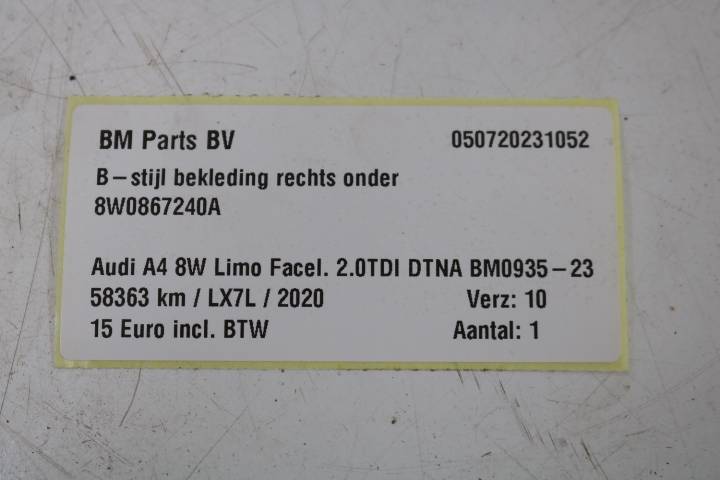 BM Parts BV 050720231052
B-stijl bekleding rechts onder
8W0867240A
Audi A4 8W Limo Facel. 2.0TDI DTNA BM0935-23
58363 km / LX7L / 2020 Verz: 10
15 Euro incl. BTW Aantal: 1